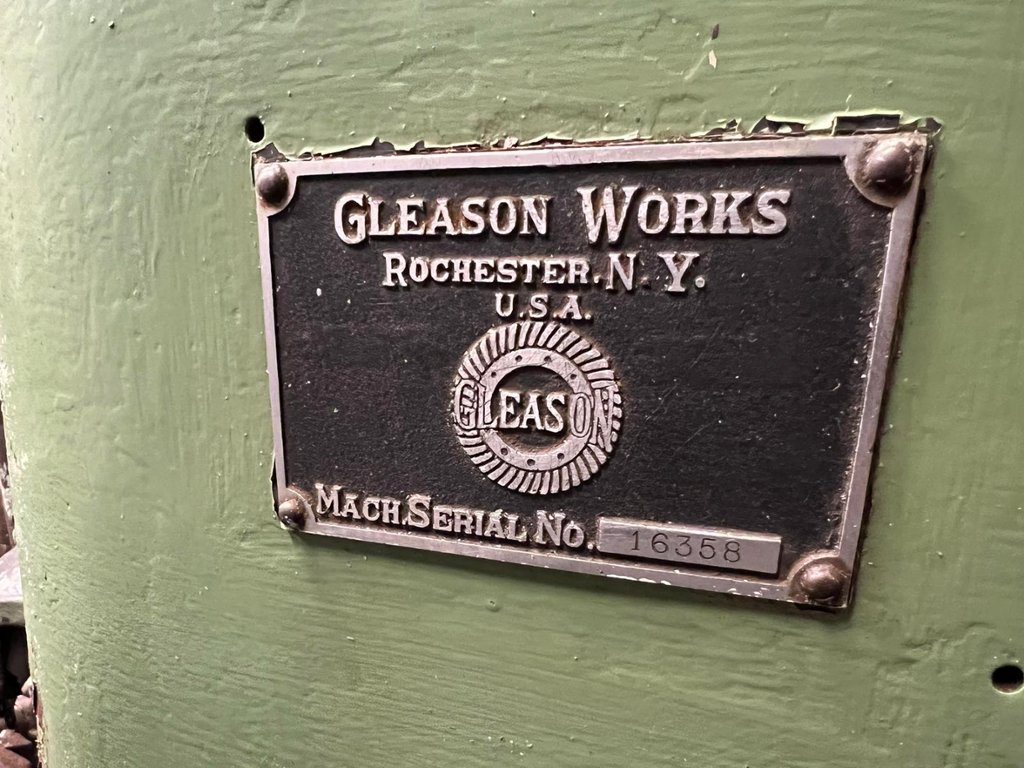 GLEASON WORKS
ROCHESTER. N. Y.
U.S.A.
GLEASON
MACH. SERIAL NO. 16358